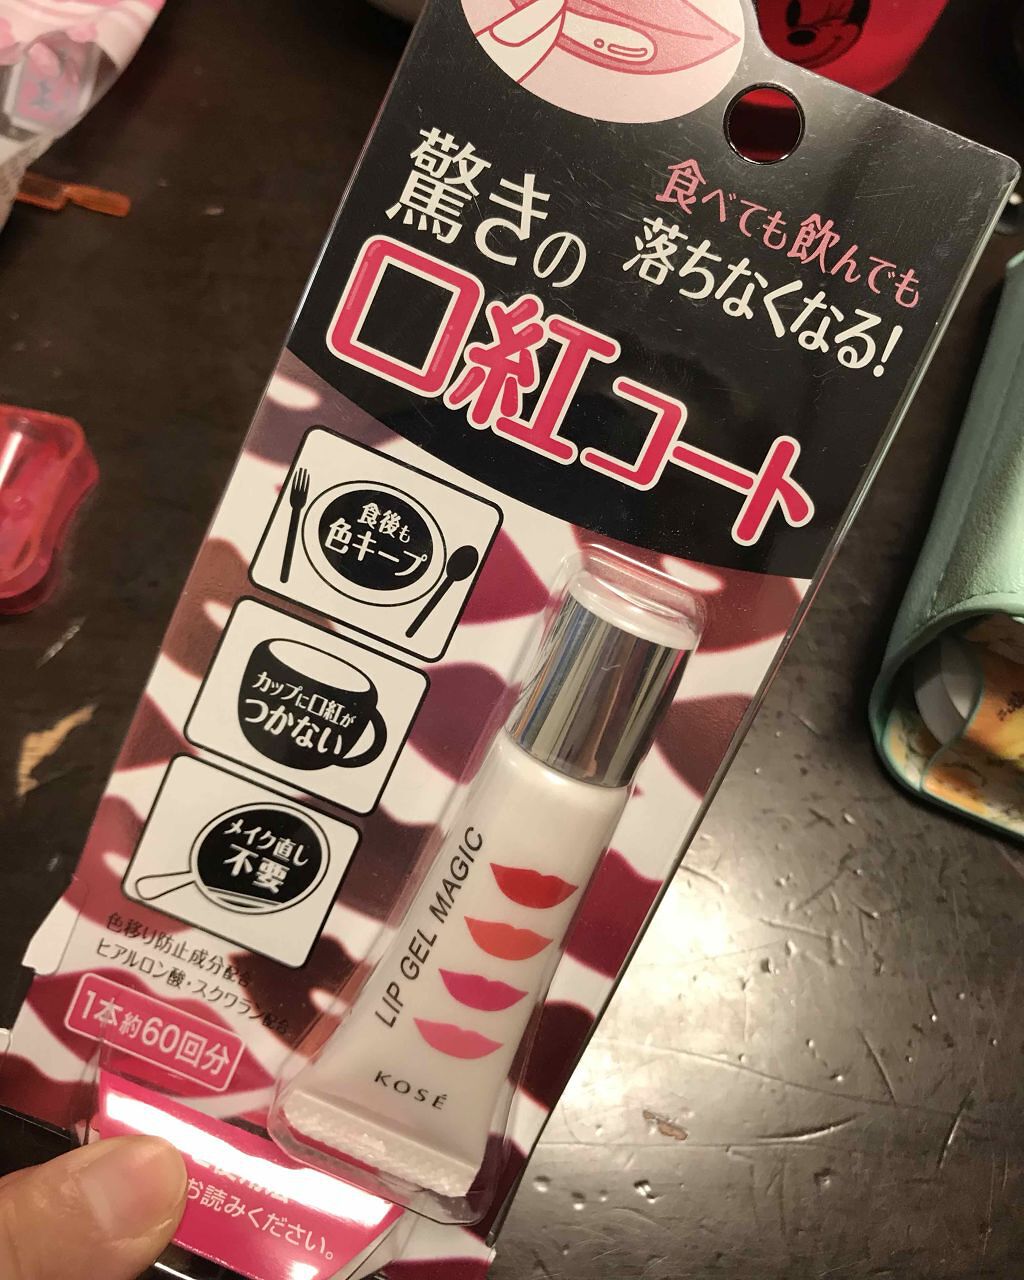 食べても飲んでも
落ちなくなる!
驚きの
口紅コート
食後も
色キープ
カップに口紅が
つかない
メイク直し
不要
色移り防止成分配合
ヒアルロン酸・スクワラン配合
1本約60回分
お読みください。
LIP GEL MAGIC
KOSÉ